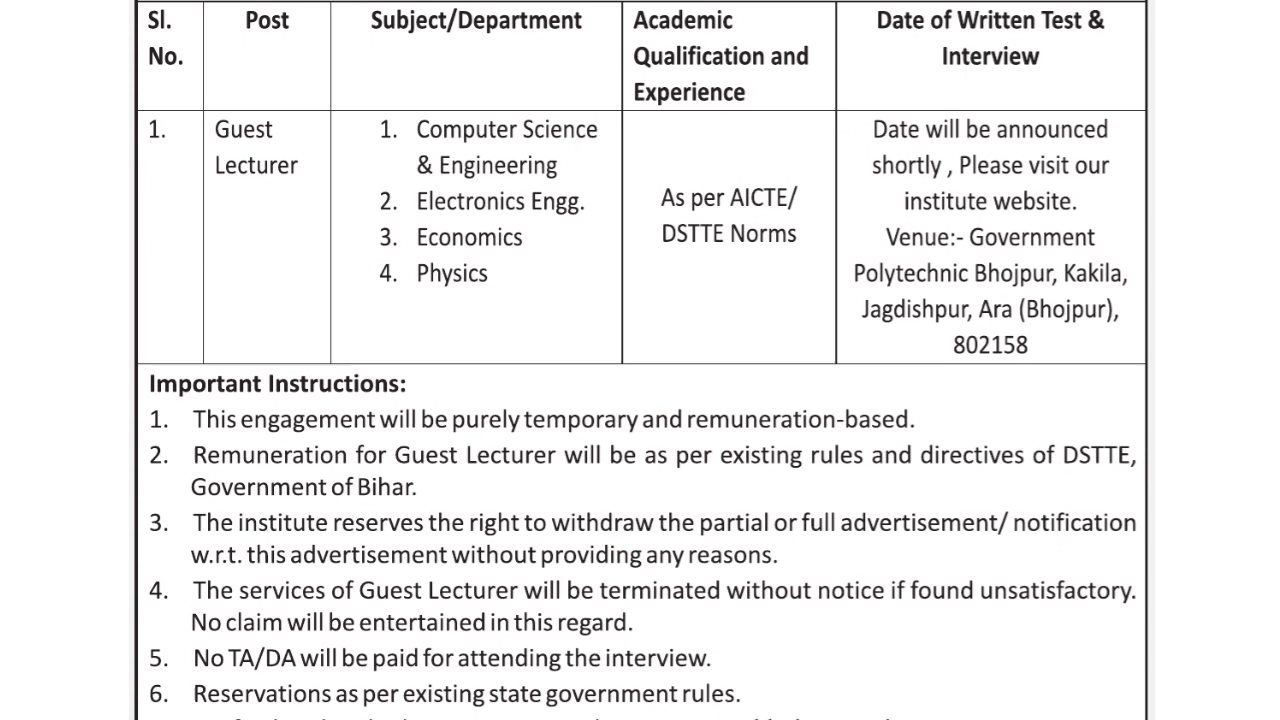 Sl. No. Post Subject/Department Academic Qualification and Experience Date of Written Test & Interview
1. Guest Lecturer
1. Computer Science
& Engineering
2. Electronics Engg.
3. Economics
4. Physics
As per AICTE/
DSTTE Norms
Date will be announced
shortly , Please visit our
institute website.
Venue:- Government
Polytechnic Bhojpur, Kakila,
Jagdishpur, Ara (Bhojpur),
802158
Important Instructions:
1. This engagement will be purely temporary and remuneration-based.
2. Remuneration for Guest Lecturer will be as per existing rules and directives of DSTTE,
Government of Bihar.
3. The institute reserves the right to withdraw the partial or full advertisement/ notification
w.r.t. this advertisement without providing any reasons.
4. The services of Guest Lecturer will be terminated without notice if found unsatisfactory.
No claim will be entertained in this regard.
5. No TA/DA will be paid for attending the interview.
6. Reservations as per existing state government rules.